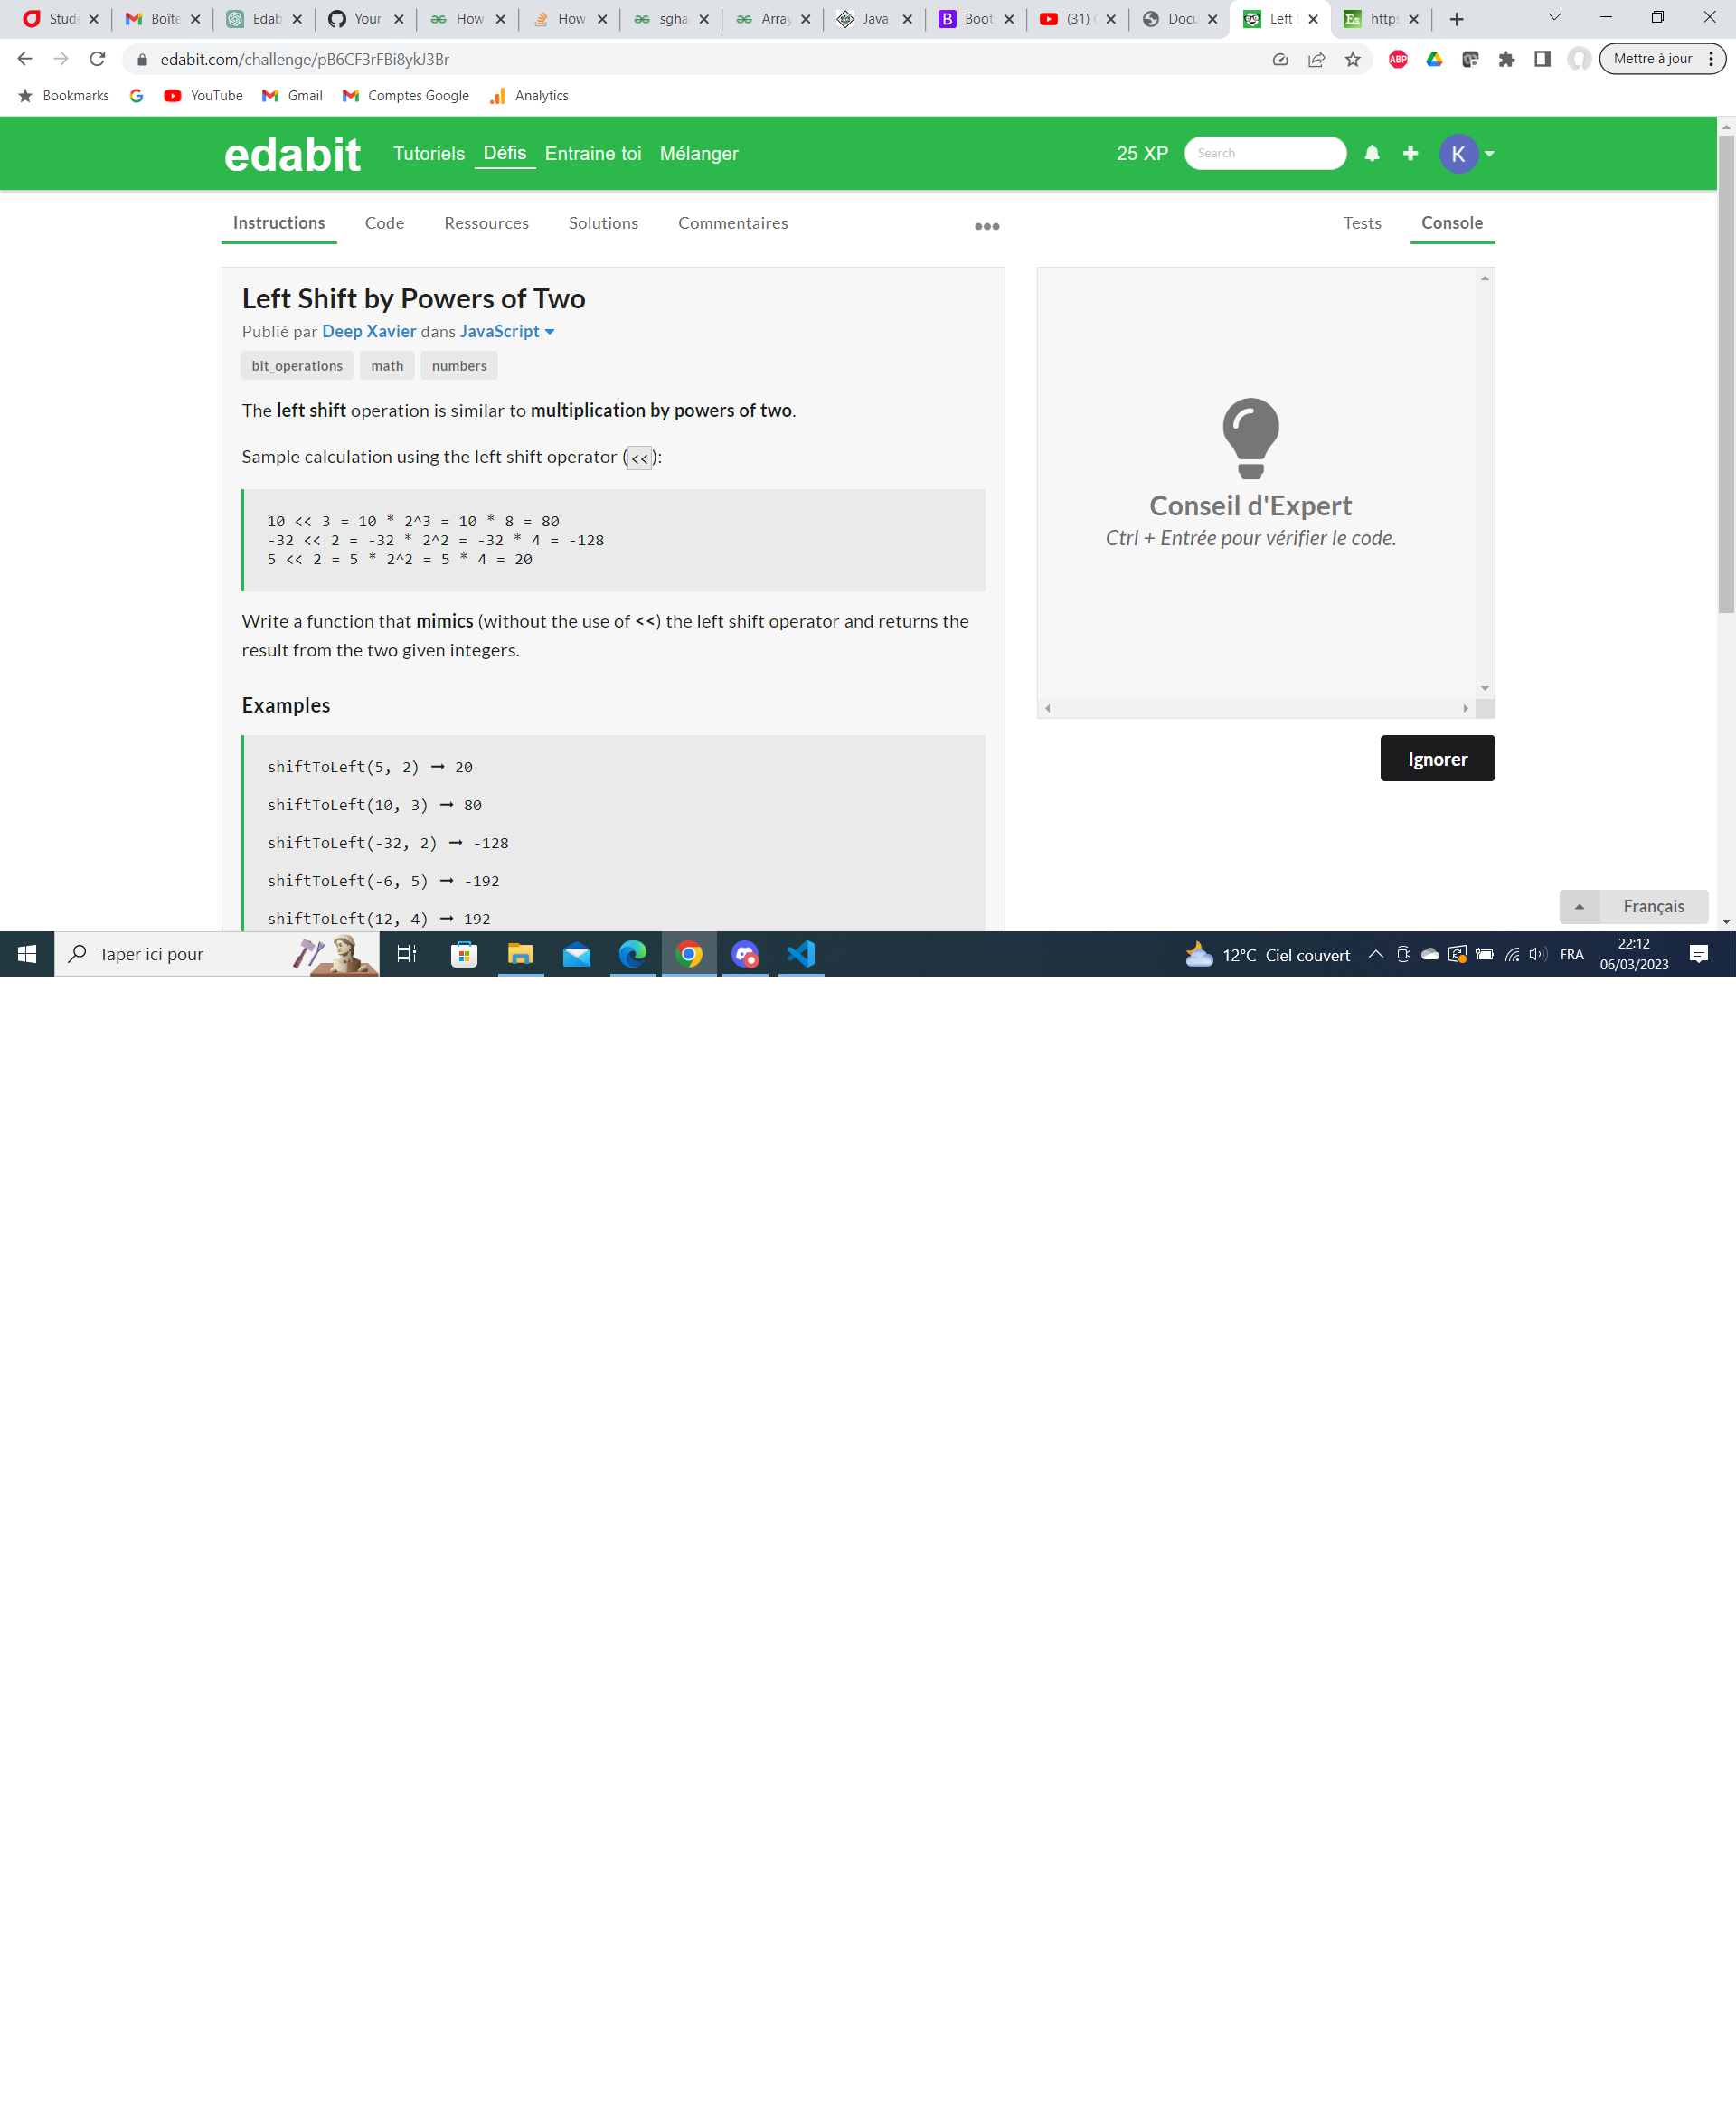 Stud
Boîte
Edab
Your
How
How
sgha
Array
Java
B
Boot
(31)
Docu
Left
Es
http
edabit.com/challenge/pB6CF3rFBi8ykJ3Br
ABP
Mettre à jour
Bookmarks
YouTube
Gmail
Comptes Google
Analytics
edabit
Tutoriels
Défis
Entraine toi
Mélanger
25 XP
Search
K
Instructions
Code
Ressources
Solutions
Commentaires
Tests
Console
Left Shift by Powers of Two
Publié par Deep Xavier dans JavaScript
bit_operations
math
numbers
The left shift operation is similar to multiplication by powers of two.
Sample calculation using the left shift operator (<<):
10 << 3 = 10 * 2^3 = 10 * 8 = 80
-32 << 2 = -32 * 2^2 = -32 * 4 = -128
5 << 2 = 5 * 2^2 = 5 * 4 = 20
Write a function that mimics (without the use of <<) the left shift operator and returns the
result from the two given integers.
Examples
shiftToLeft(5, 2) ➞ 20
shiftToLeft(10, 3) ➞ 80
shiftToLeft(-32, 2) ➞ -128
shiftToLeft(-6, 5) ➞ -192
shiftToLeft(12, 4) ➞ 192
Conseil d'Expert
Ctrl + Entrée pour vérifier le code.
Ignorer
Français
Taper ici pour
12°C Ciel couvert
FRA
22:12
06/03/2023